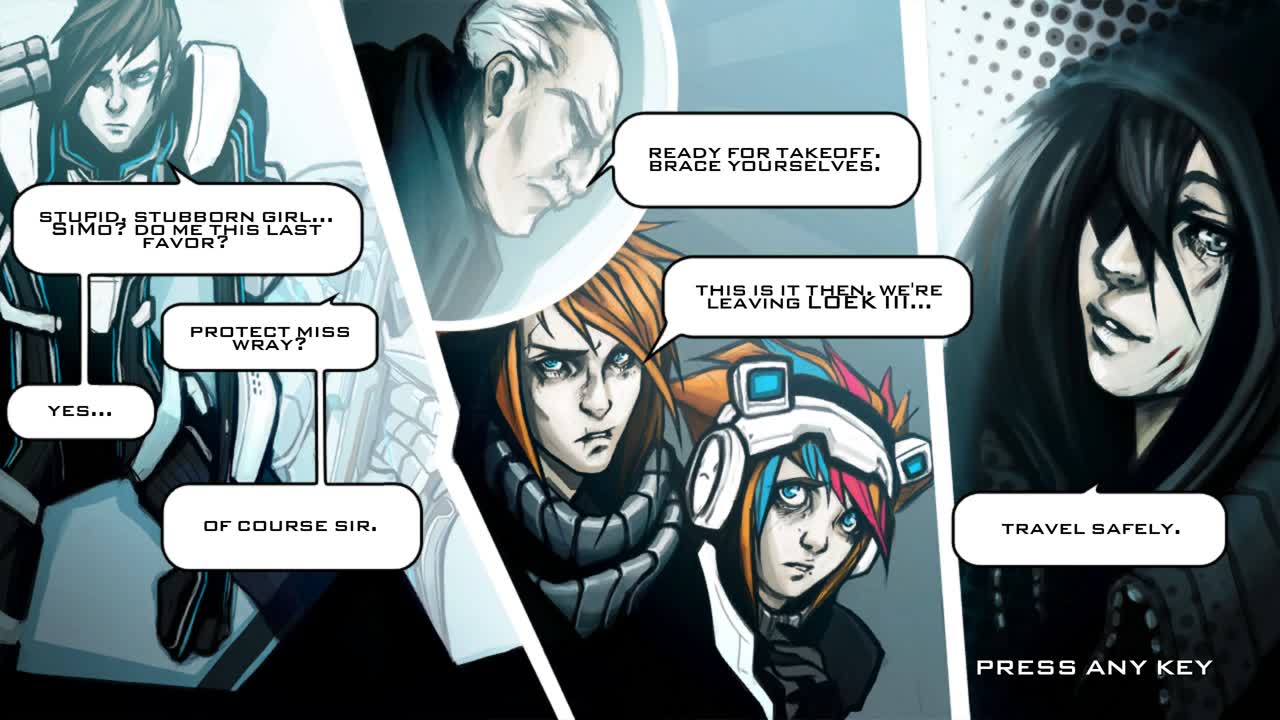 STUPID, STUBBORN GIRL...
SIMO? DO ME THIS LAST
FAVOR?
YES...
PROTECT MISS
WRAY?
OF COURSE SIR.
READY FOR TAKEOFF.
BRACE YOURSELVES.
THIS IS IT THEN. WE'RE
LEAVING LOEK III...
TRAVEL SAFELY.
PRESS ANY KEY